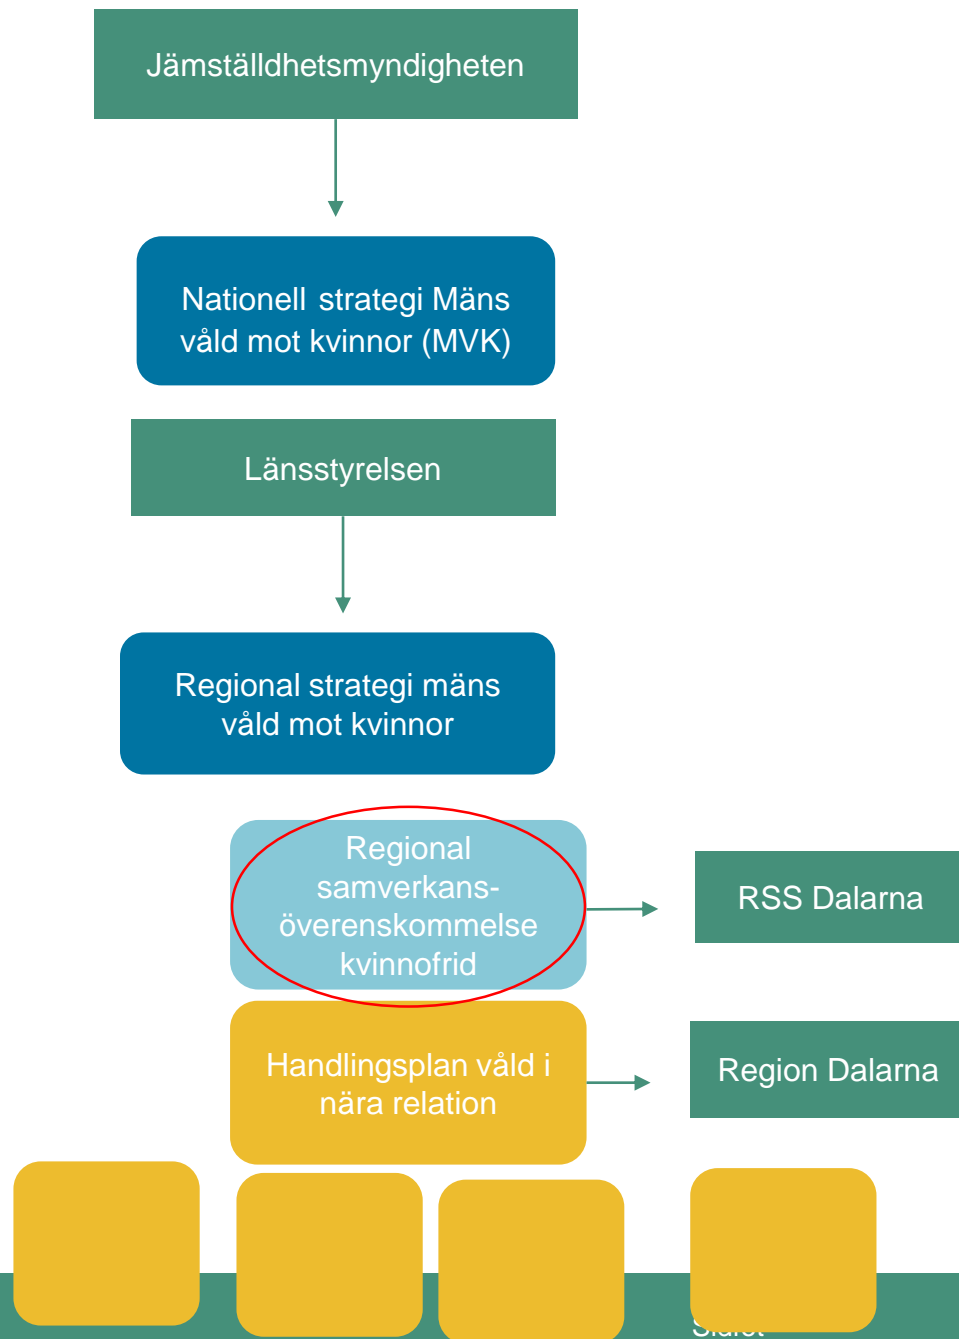 Jämställdhetsmyndigheten
Nationell strategi Mäns
våld mot kvinnor (MVK)
Länsstyrelsen
Regional strategi mäns
våld mot kvinnor
Regional
samverkans-
överenskommelse
kvinnofrid
RSS Dalarna
Handlingsplan våld i
nära relation
Region Dalarna